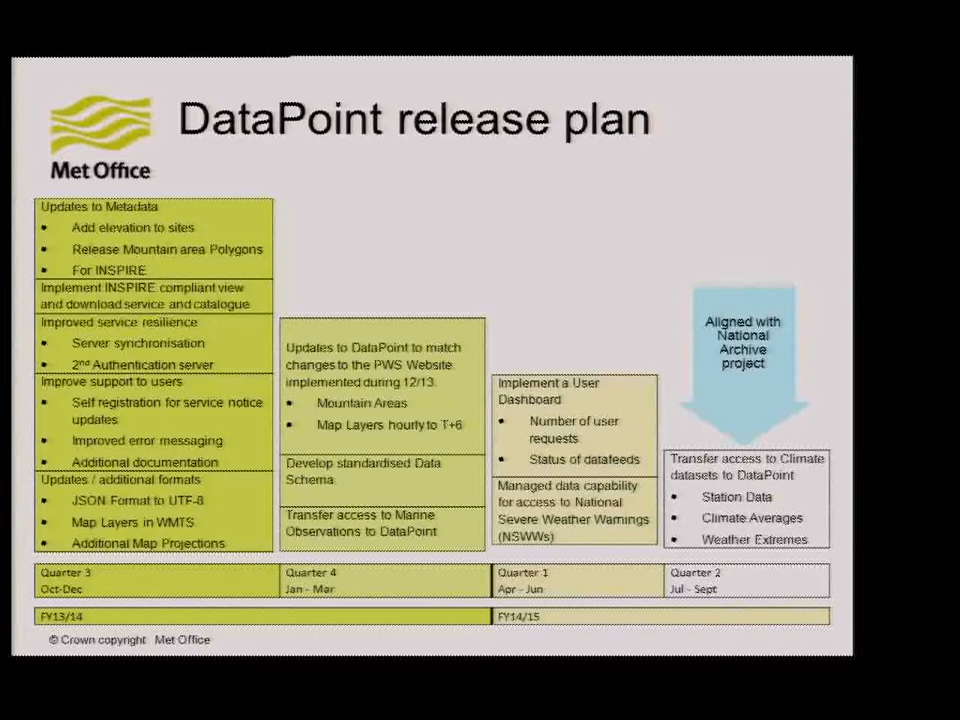 DataPoint release plan
Met Office
Updates to Metadata
• Add elevation to sites
• Release Mountain area Polygons
• For INSPIRE
Implement INSPIRE compliant view
and download service and catalogue
Improved service resilience
• Server synchronisation
• 2nd Authentication server
Improve support to users
• Self registration for service notice
updates
• Improved error messaging
• Additional documentation
Updates / additional formats
• JSON Format to UTF-8
• Map Layers in WMTS
• Additional Map Projections
Updates to DataPoint to match
changes to the PWS Website
implemented during 12/13.
• Mountain Areas
• Map Layers hourly to T+6
Develop standardised Data
Schema.
Transfer access to Marine
Observations to DataPoint
Implement a User
Dashboard
• Number of user
requests
• Status of datafeeds
Managed data capability
for access to National
Severe Weather Warnings
(NSWWs)
Aligned with
National
Archive
project
Transfer access to Climate
datasets to DataPoint
• Station Data
• Climate Averages
• Weather Extremes
Quarter 3
Oct-Dec
Quarter 4
Jan - Mar
Quarter 1
Apr - Jun
Quarter 2
Jul - Sept
FY13/14
FY14/15
© Crown copyright Met Office